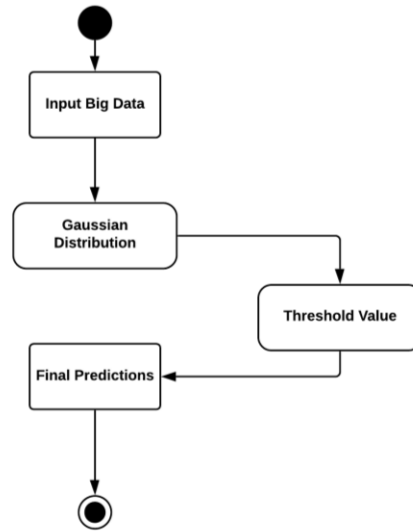 Input Big Data
Gaussian
Distribution
Threshold Value
Final Predictions